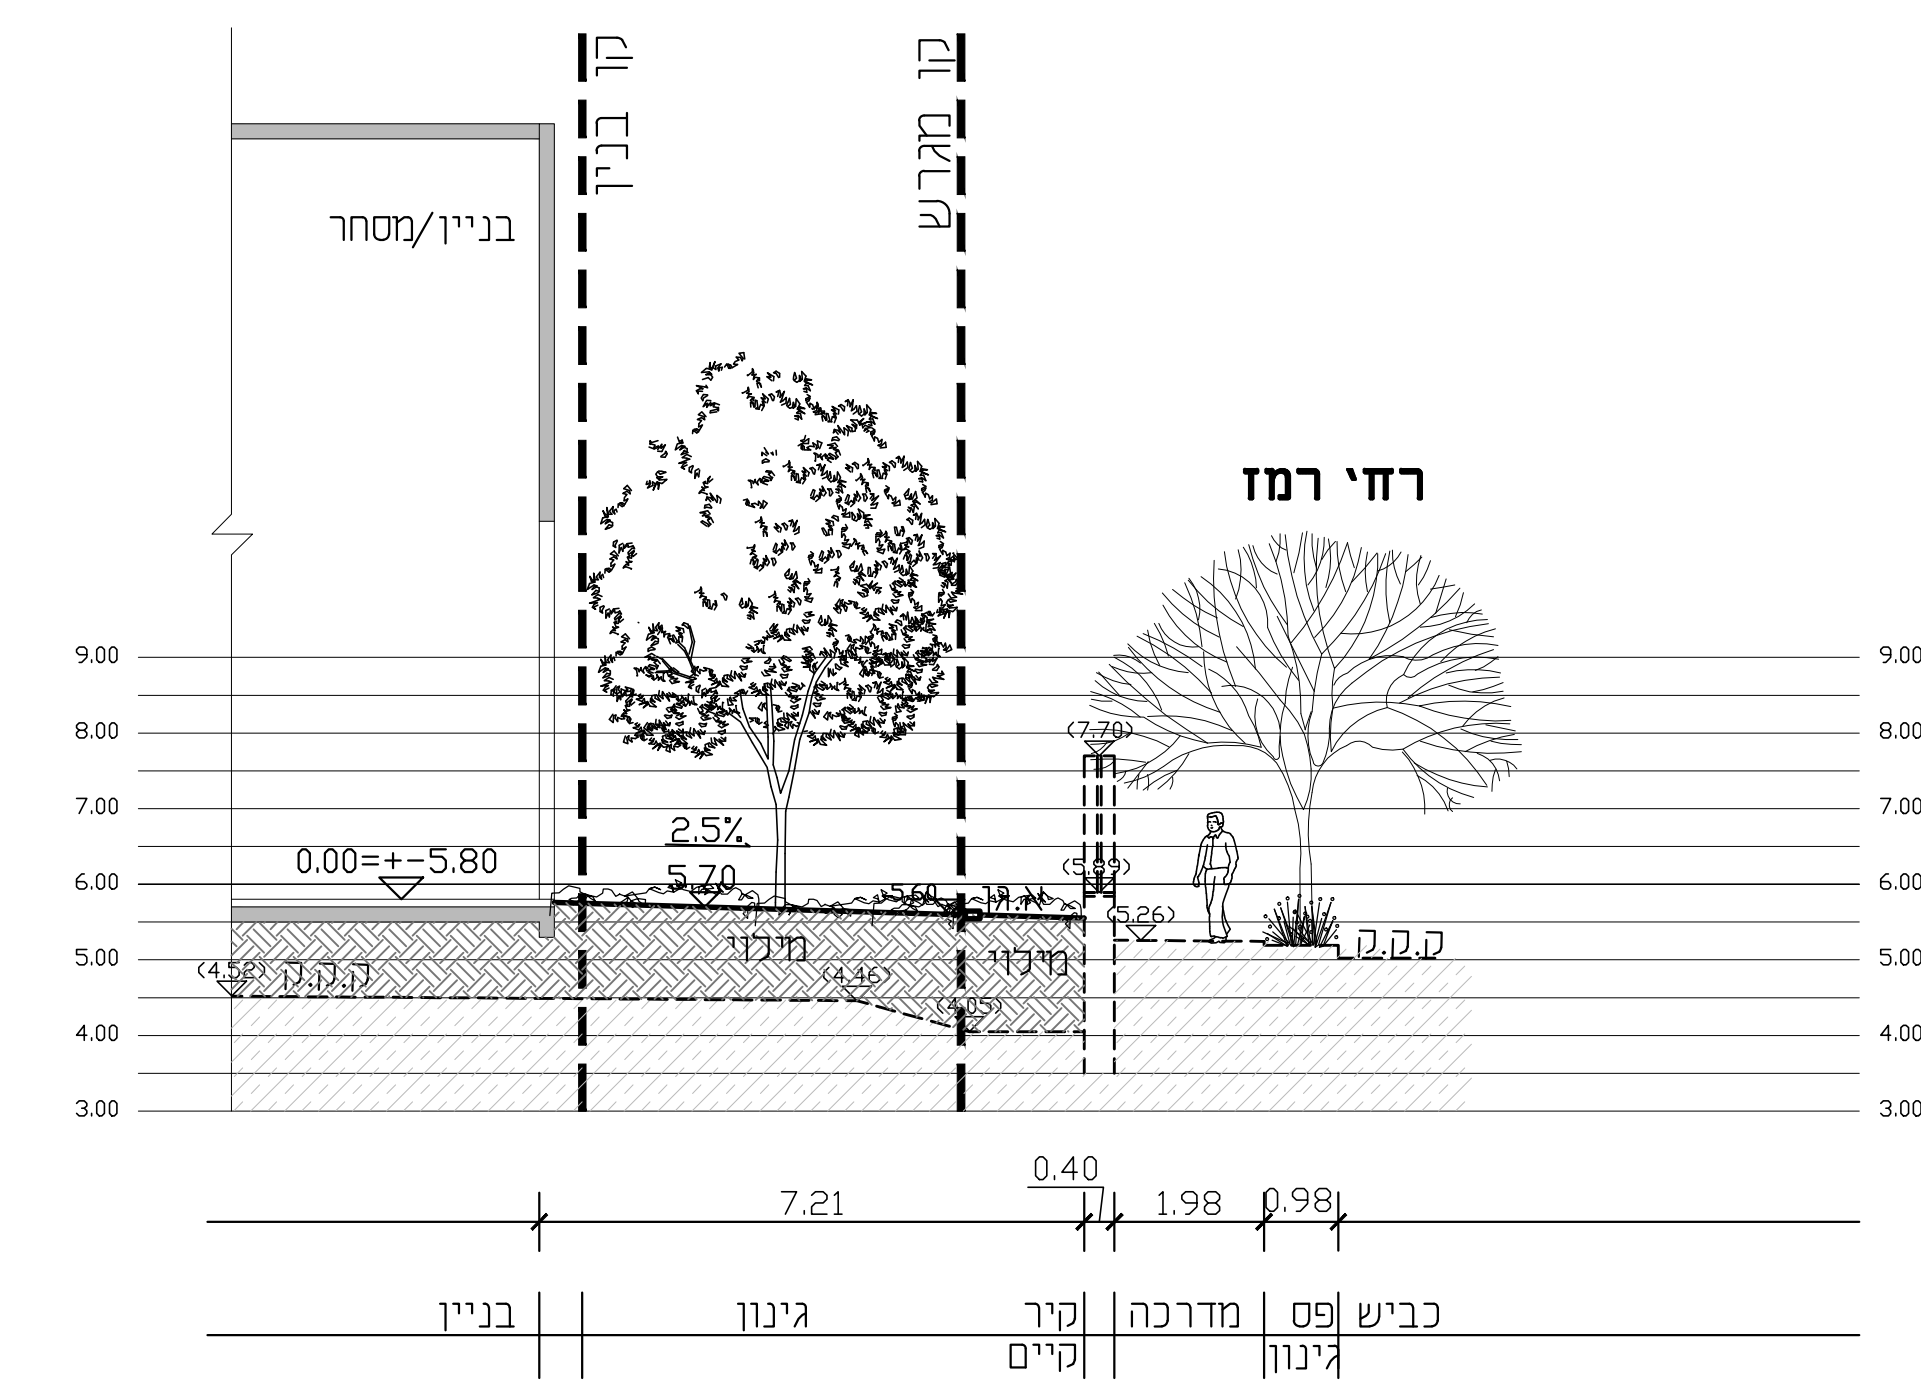 קו בנין
קו מגרש
בניין/מסחר
רחי רמז
9.00
9.00
8.00
8.00
(7.70)
7.00
7.00
2.5%
0.00=+-5.80
5.70
(5.89)
6.00
6.00
5.60
א.גן
(5.26)
ק.ק.ק
מילוי
מילוי
5.00
5.00
(4.52)
ק.ק.ק
(4.46)
(4.05)
4.00
4.00
3.00
3.00
0.40
7.21
1.98
0.98
בניין
גינון
קיר
קיים
מדרכה
פס
גינון
כביש